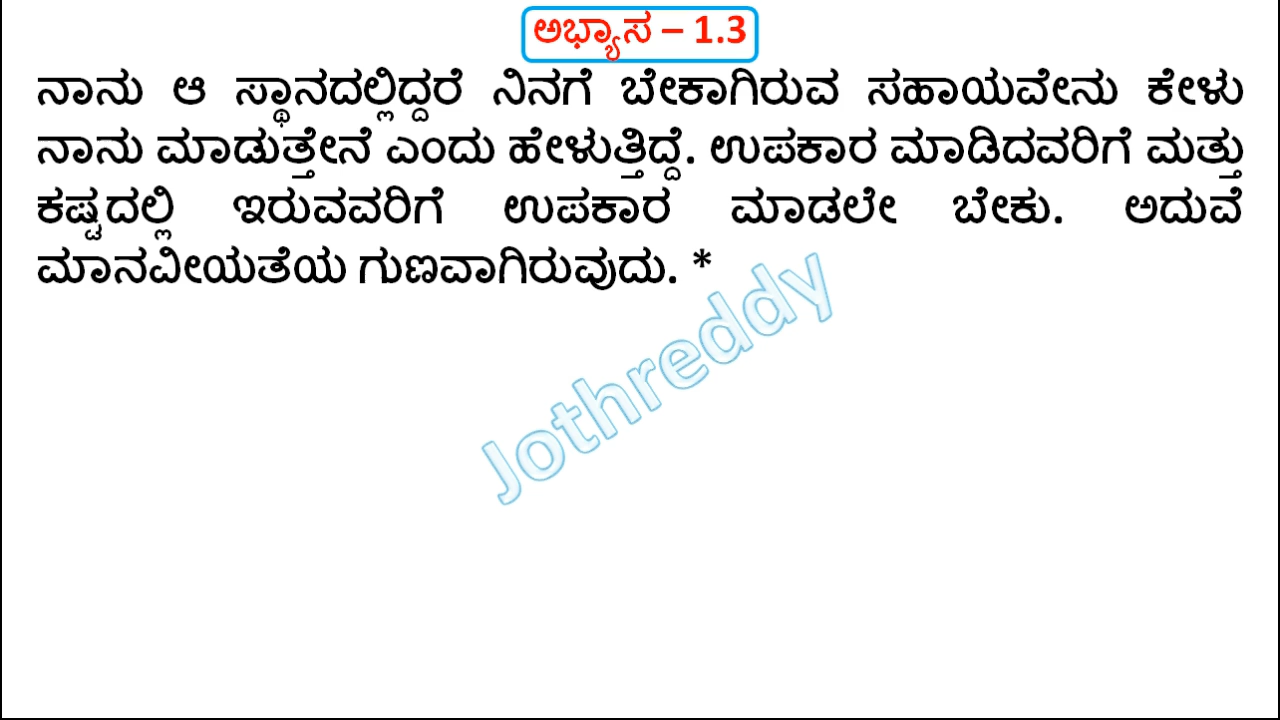 ಅಭ್ಯಾಸ – 1.3
ನಾನು ಆ ಸ್ಥಾನದಲ್ಲಿದ್ದರೆ ನಿನಗೆ ಬೇಕಾಗಿರುವ ಸಹಾಯವೇನು ಕೇಳು
ನಾನು ಮಾಡುತ್ತೇನೆ ಎಂದು ಹೇಳುತ್ತಿದ್ದೆ. ಉಪಕಾರ ಮಾಡಿದವರಿಗೆ ಮತ್ತು
ಕಷ್ಟದಲ್ಲಿ ಇರುವವರಿಗೆ ಉಪಕಾರ ಮಾಡಲೇ ಬೇಕು. ಅದುವೆ
ಮಾನವೀಯತೆಯ ಗುಣವಾಗಿರುವುದು. *
Jothreddy